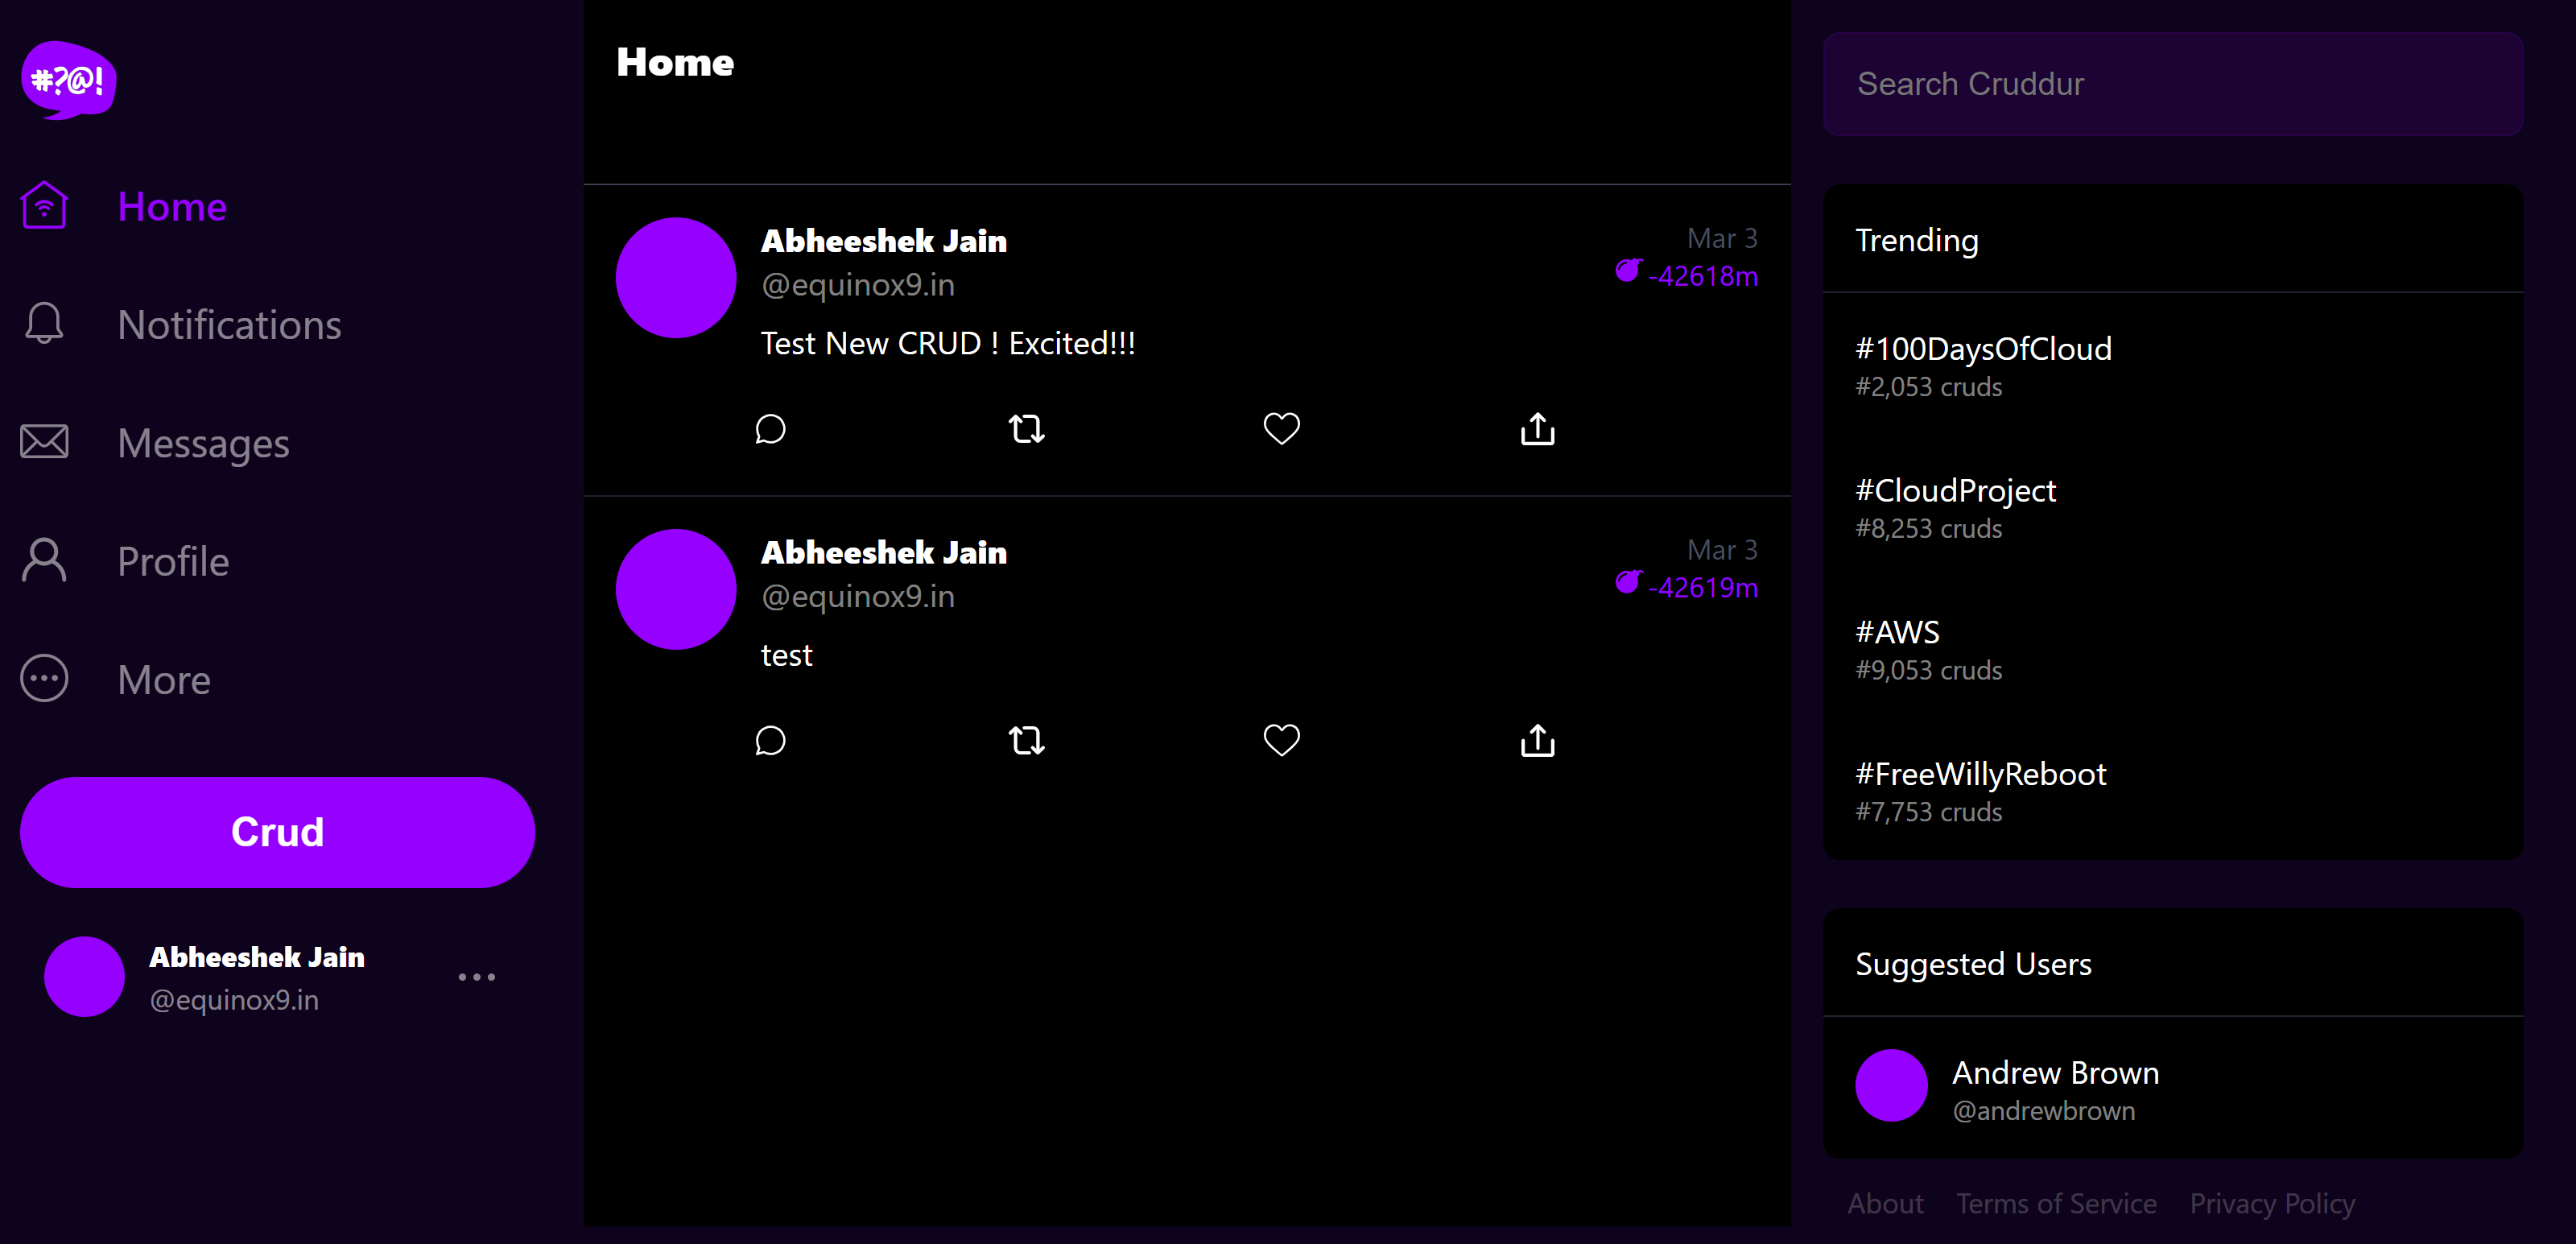 #?@!
Home
Notifications
Messages
Profile
More
Crud
Abheeshek Jain
@equinox9.in
Home
Abheeshek Jain
@equinox9.in
Mar 3
-42618m
Test New CRUD ! Excited!!!
Abheeshek Jain
@equinox9.in
Mar 3
-42619m
test
Search Cruddur
Trending
#100DaysOfCloud
#2,053 cruds
#CloudProject
#8,253 cruds
#AWS
#9,053 cruds
#FreeWillyReboot
#7,753 cruds
Suggested Users
Andrew Brown
@andrewbrown
About Terms of Service Privacy Policy